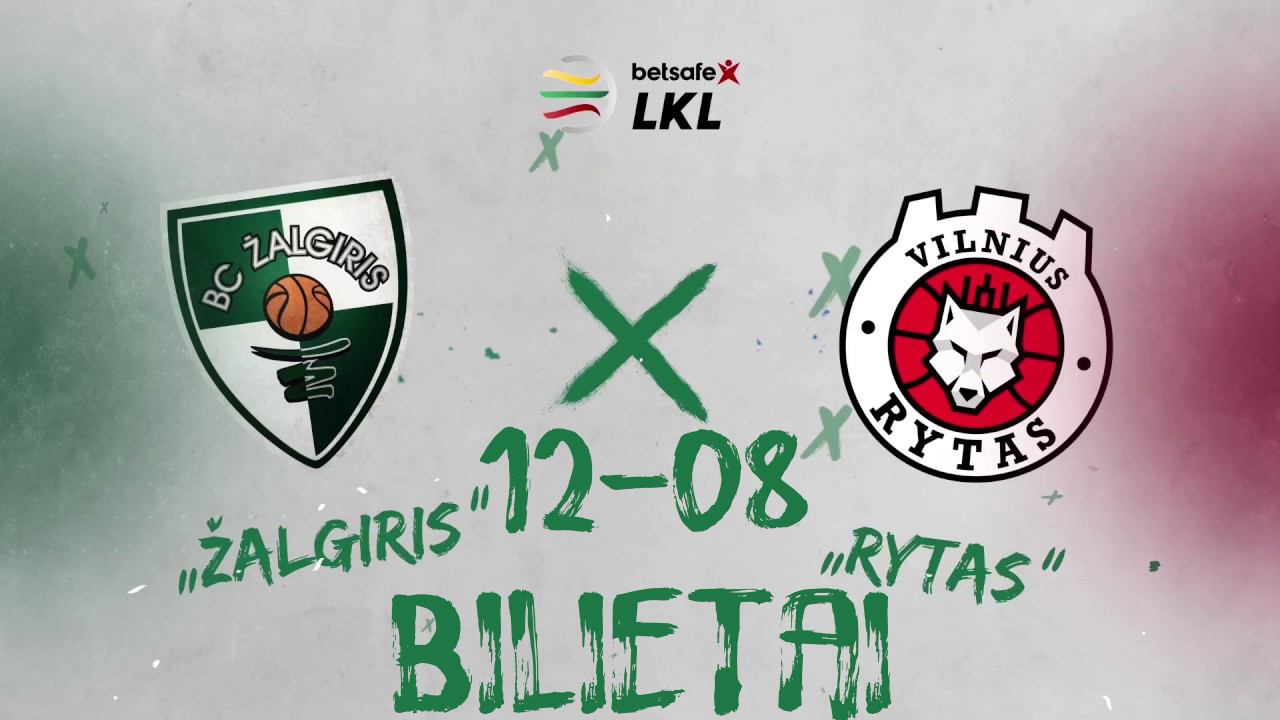 betsafe
LKL
BC ŽALGIRIS
VILNIUS
RYTAS
12-08
„ŽALGIRIS"
„RYTAS"
BILIETAI